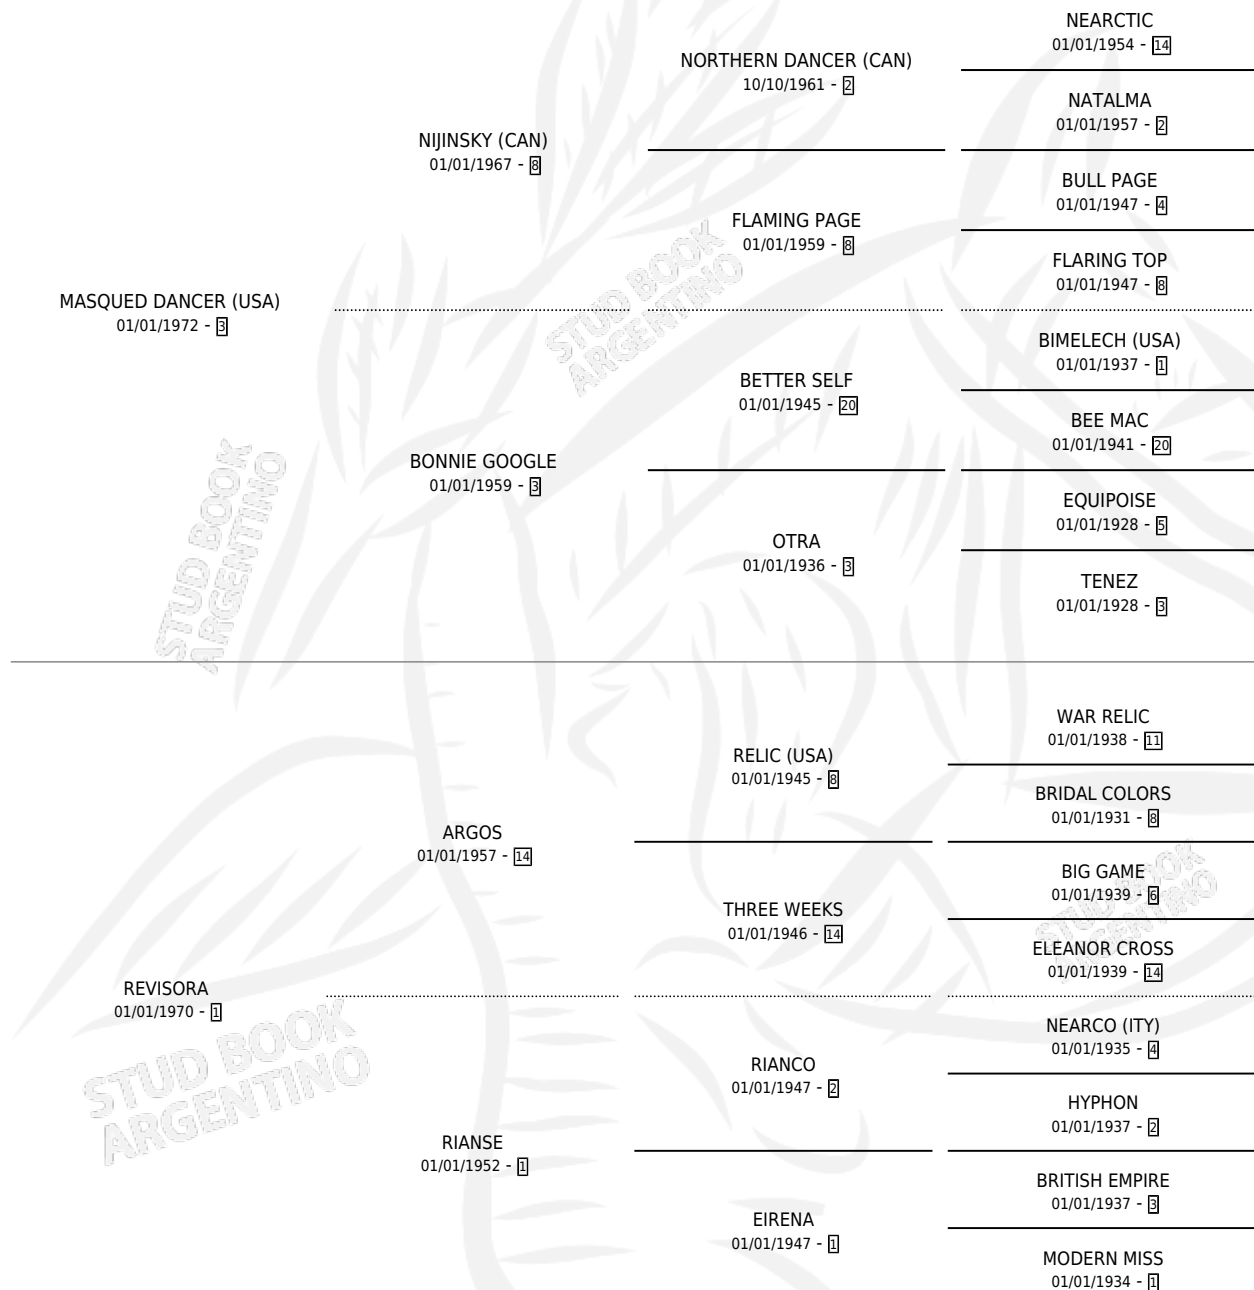 NEARCTIC
01/01/1954 - 14
NORTHERN DANCER (CAN)
10/10/1961 - 2
NATALMA
01/01/1957 - 2
NIJINSKY (CAN)
01/01/1967 - 8
BULL PAGE
01/01/1947 - 4
FLAMING PAGE
01/01/1959 - 8
FLARING TOP
01/01/1947 - 8
MASQUED DANCER (USA)
01/01/1972 - 3
STUD BOOK
ARGENTINO
BIMELECH (USA)
01/01/1937 - 1
BETTER SELF
01/01/1945 - 20
BEE MAC
01/01/1941 - 20
BONNIE GOOGLE
01/01/1959 - 3
EQUIPOISE
01/01/1928 - 5
OTRA
01/01/1936 - 3
TENEZ
01/01/1928 - 3
STUD BOOK
ARGENTINO
WAR RELIC
01/01/1938 - 11
RELIC (USA)
01/01/1945 - 8
BRIDAL COLORS
01/01/1931 - 8
ARGOS
01/01/1957 - 14
BIG GAME
01/01/1939 - 6
THREE WEEKS
01/01/1946 - 14
STUD BOOK
ARGENTINO
ELEANOR CROSS
01/01/1939 - 14
REVISORA
01/01/1970 - 1
NEARCO (ITY)
01/01/1935 - 4
RIANCO
01/01/1947 - 2
STUD BOOK
ARGENTINO
HYPHON
01/01/1937 - 2
RIANSE
01/01/1952 - 1
BRITISH EMPIRE
01/01/1937 - 3
EIRENA
01/01/1947 - 1
MODERN MISS
01/01/1934 - 1